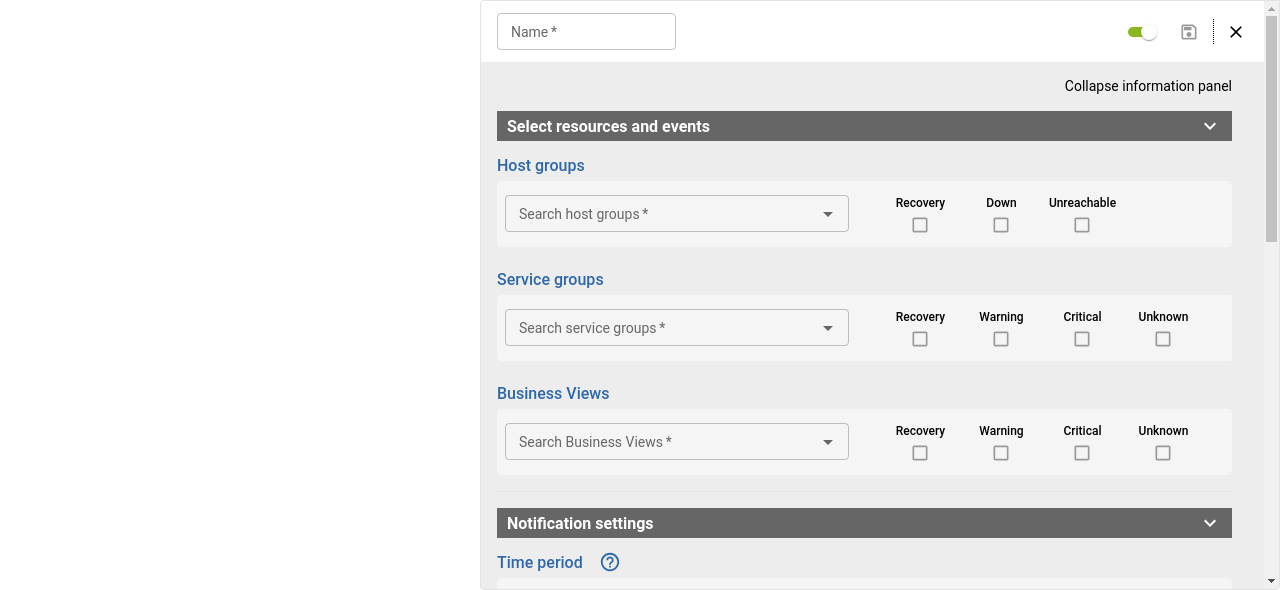 Name *
Collapse information panel
Select resources and events
Host groups
Search host groups *
Recovery Down Unreachable
Service groups
Search service groups *
Recovery Warning Critical Unknown
Business Views
Search Business Views *
Recovery Warning Critical Unknown
Notification settings
Time period